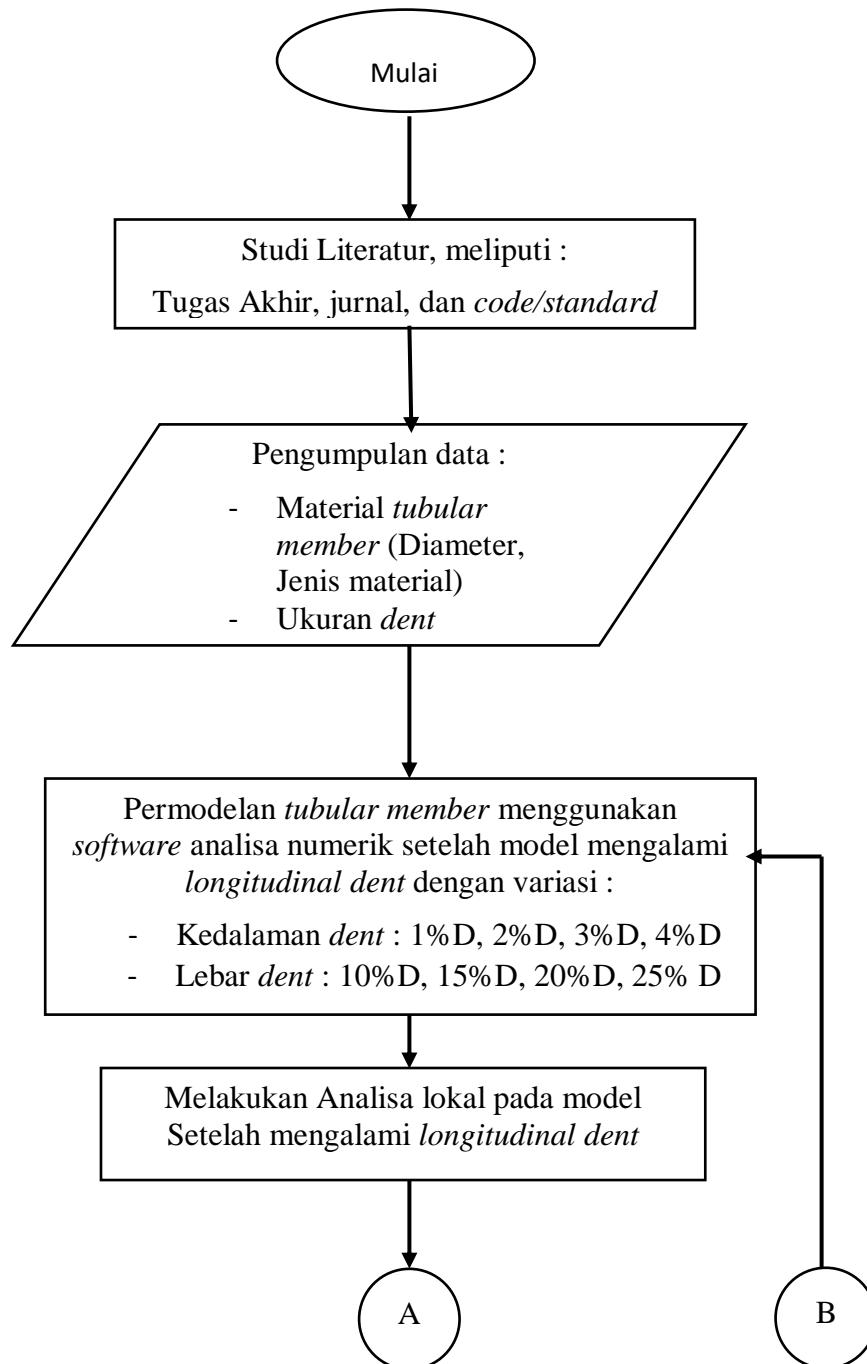 Mulai
Studi Literatur, meliputi :
Tugas Akhir, jurnal, dan code/standard
Pengumpulan data :
- Material tubular
member (Diameter,
Jenis material)
- Ukuran dent
Permodelan tubular member menggunakan
software analisa numerik setelah model mengalami
longitudinal dent dengan variasi :
- Kedalaman dent : 1%D, 2%D, 3%D, 4%D
- Lebar dent : 10%D, 15%D, 20%D, 25% D
Melakukan Analisa lokal pada model
Setelah mengalami longitudinal dent
A
B